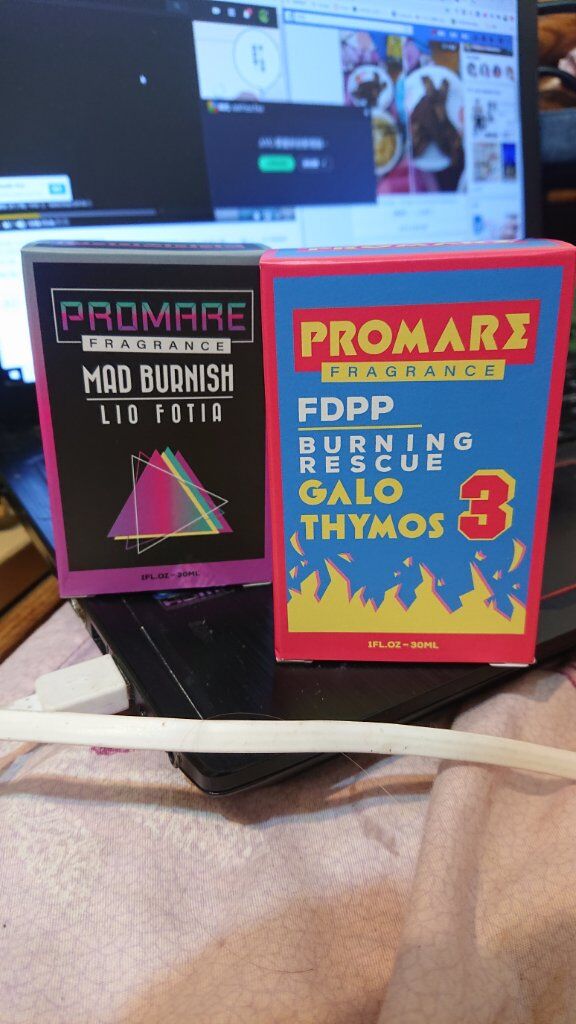 PROMARE
FRAGRANCE
MAD BURNISH
LIO FOTIA
1FL.OZ-30ML
PROMARE
PROMARE
FRAGRANCE
FDPP
BURNING
RESCUE
GALO
THYMOS
3
1FL.OZ-30ML